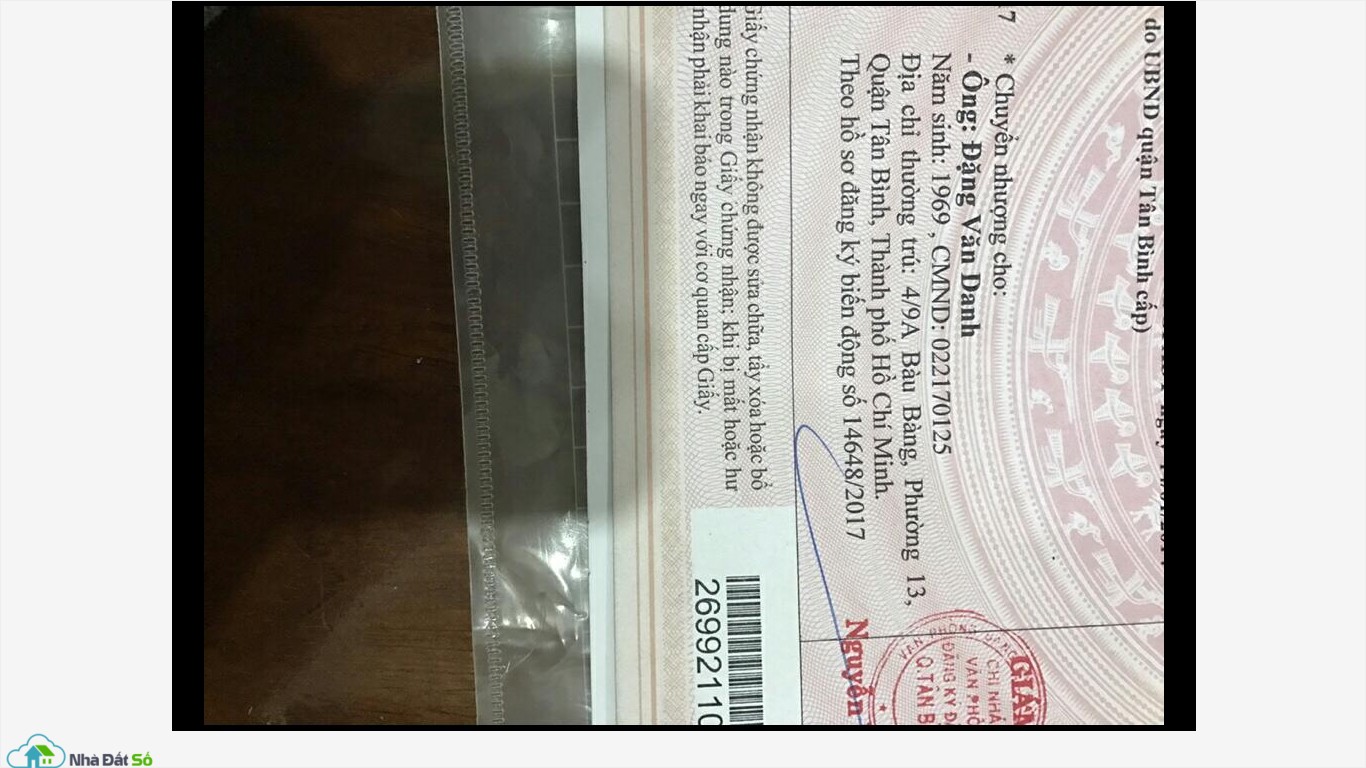 do UBND quận Tân Bình cấp)
* Chuyển nhượng cho:
- Ông: Đặng Văn Danh
Năm sinh: 1969 , CMND: 022170125
Địa chỉ thường trú: 4/9A Bàu Bàng, Phường 13,
Quận Tân Bình, Thành phố Hồ Chí Minh.
Theo hồ sơ đăng ký biến động số 14648/2017
Nguyễn
Giấy chứng nhận không được sửa chữa, tẩy xóa hoặc bổ
dung nào trong Giấy chứng nhận; khi bị mất hoặc hư
nhận phải khai báo ngay với cơ quan cấp Giấy.
26992110
Nhà Đất Số